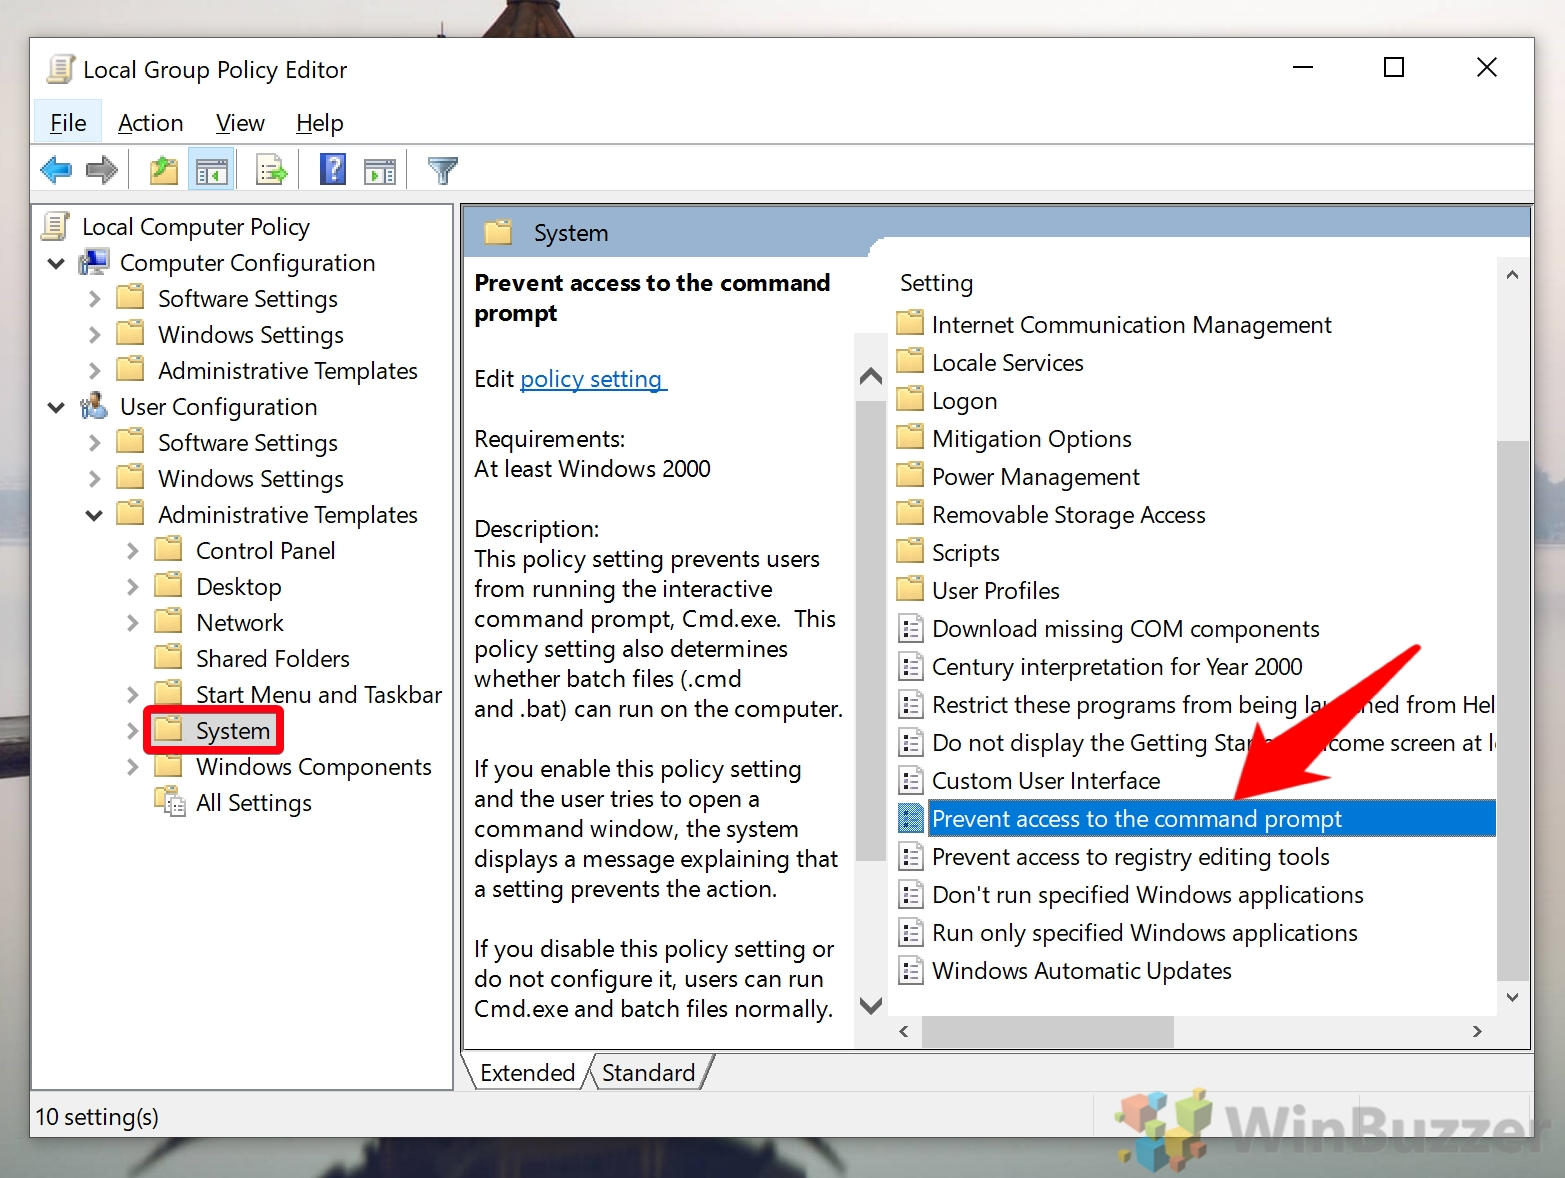 Local Group Policy Editor
File Action View Help
Local Computer Policy
Computer Configuration
Software Settings
Windows Settings
Administrative Templates
User Configuration
Software Settings
Windows Settings
Administrative Templates
Control Panel
Desktop
Network
Shared Folders
Start Menu and Taskbar
System
Windows Components
All Settings
System
Prevent access to the command
prompt
Edit policy setting
Requirements:
At least Windows 2000
Description:
This policy setting prevents users
from running the interactive
command prompt, Cmd.exe.  This
policy setting also determines
whether batch files (.cmd
and .bat) can run on the computer.
If you enable this policy setting
and the user tries to open a
command window, the system
displays a message explaining that
a setting prevents the action.
If you disable this policy setting or
do not configure it, users can run
Cmd.exe and batch files normally.
Setting
Internet Communication Management
Locale Services
Logon
Mitigation Options
Power Management
Removable Storage Access
Scripts
User Profiles
Download missing COM components
Century interpretation for Year 2000
Restrict these programs from being from Hel
Do not display the Getting screen at
Custom User Interface
Prevent access to the command prompt
Prevent access to registry editing tools
Don't run specified Windows applications
Run only specified Windows applications
Windows Automatic Updates
Extended Standard
10 setting(s)
WinBuzzer